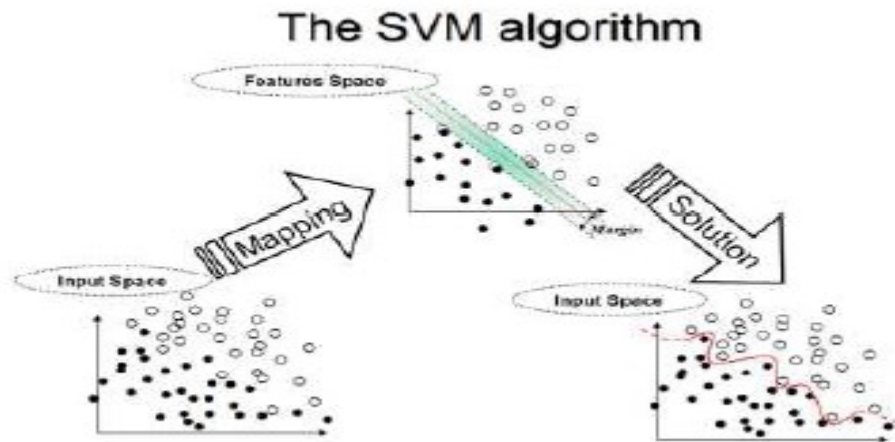 The SVM algorithm
Features Space
Mapping
Margin
Solution
Input Space
Input Space